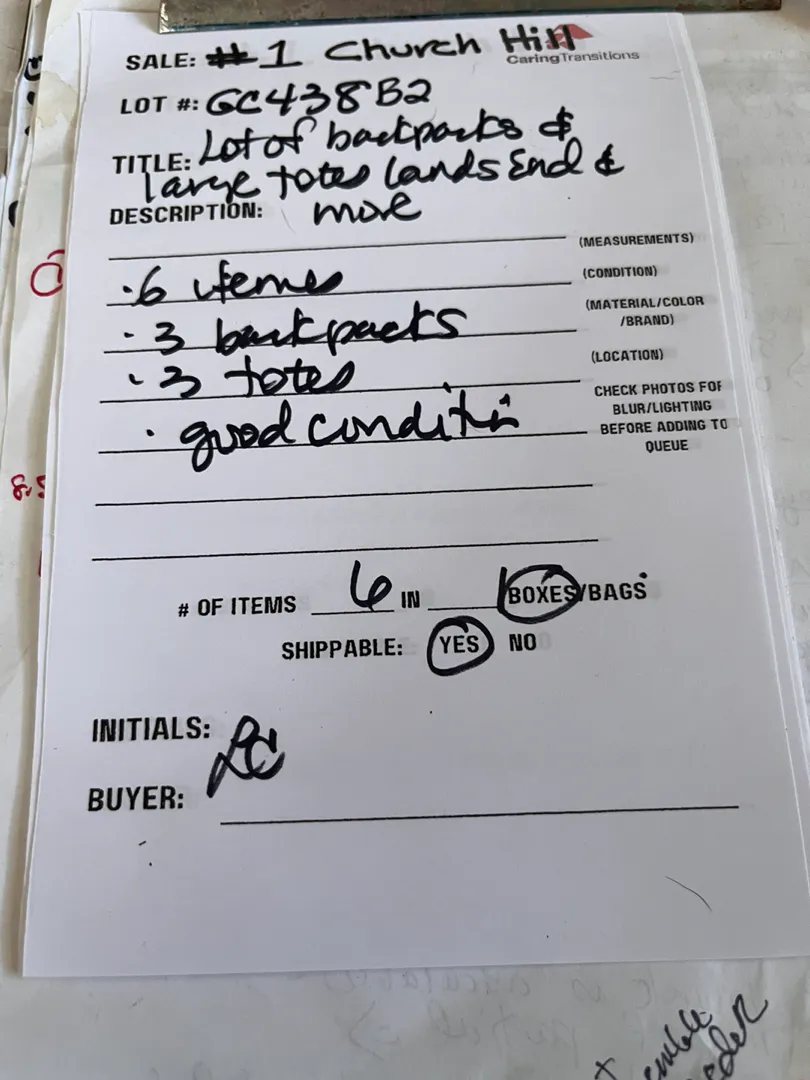 SALE: #1 Church Hill
CaringTransitions
LOT #: GC438B2
TITLE: Lot of backpacks &
large totes Lands End &
DESCRIPTION: more
(MEASUREMENTS)
· 6 items
(CONDITION)
· 3 backpacks
(MATERIAL/COLOR
/BRAND)
· 3 totes
(LOCATION)
· good condition
CHECK PHOTOS FOR
BLUR/LIGHTING
BEFORE ADDING TO
QUEUE
# OF ITEMS 6 IN 1 BOXES/BAGS
SHIPPABLE: YES NO
INITIALS: LC
BUYER: